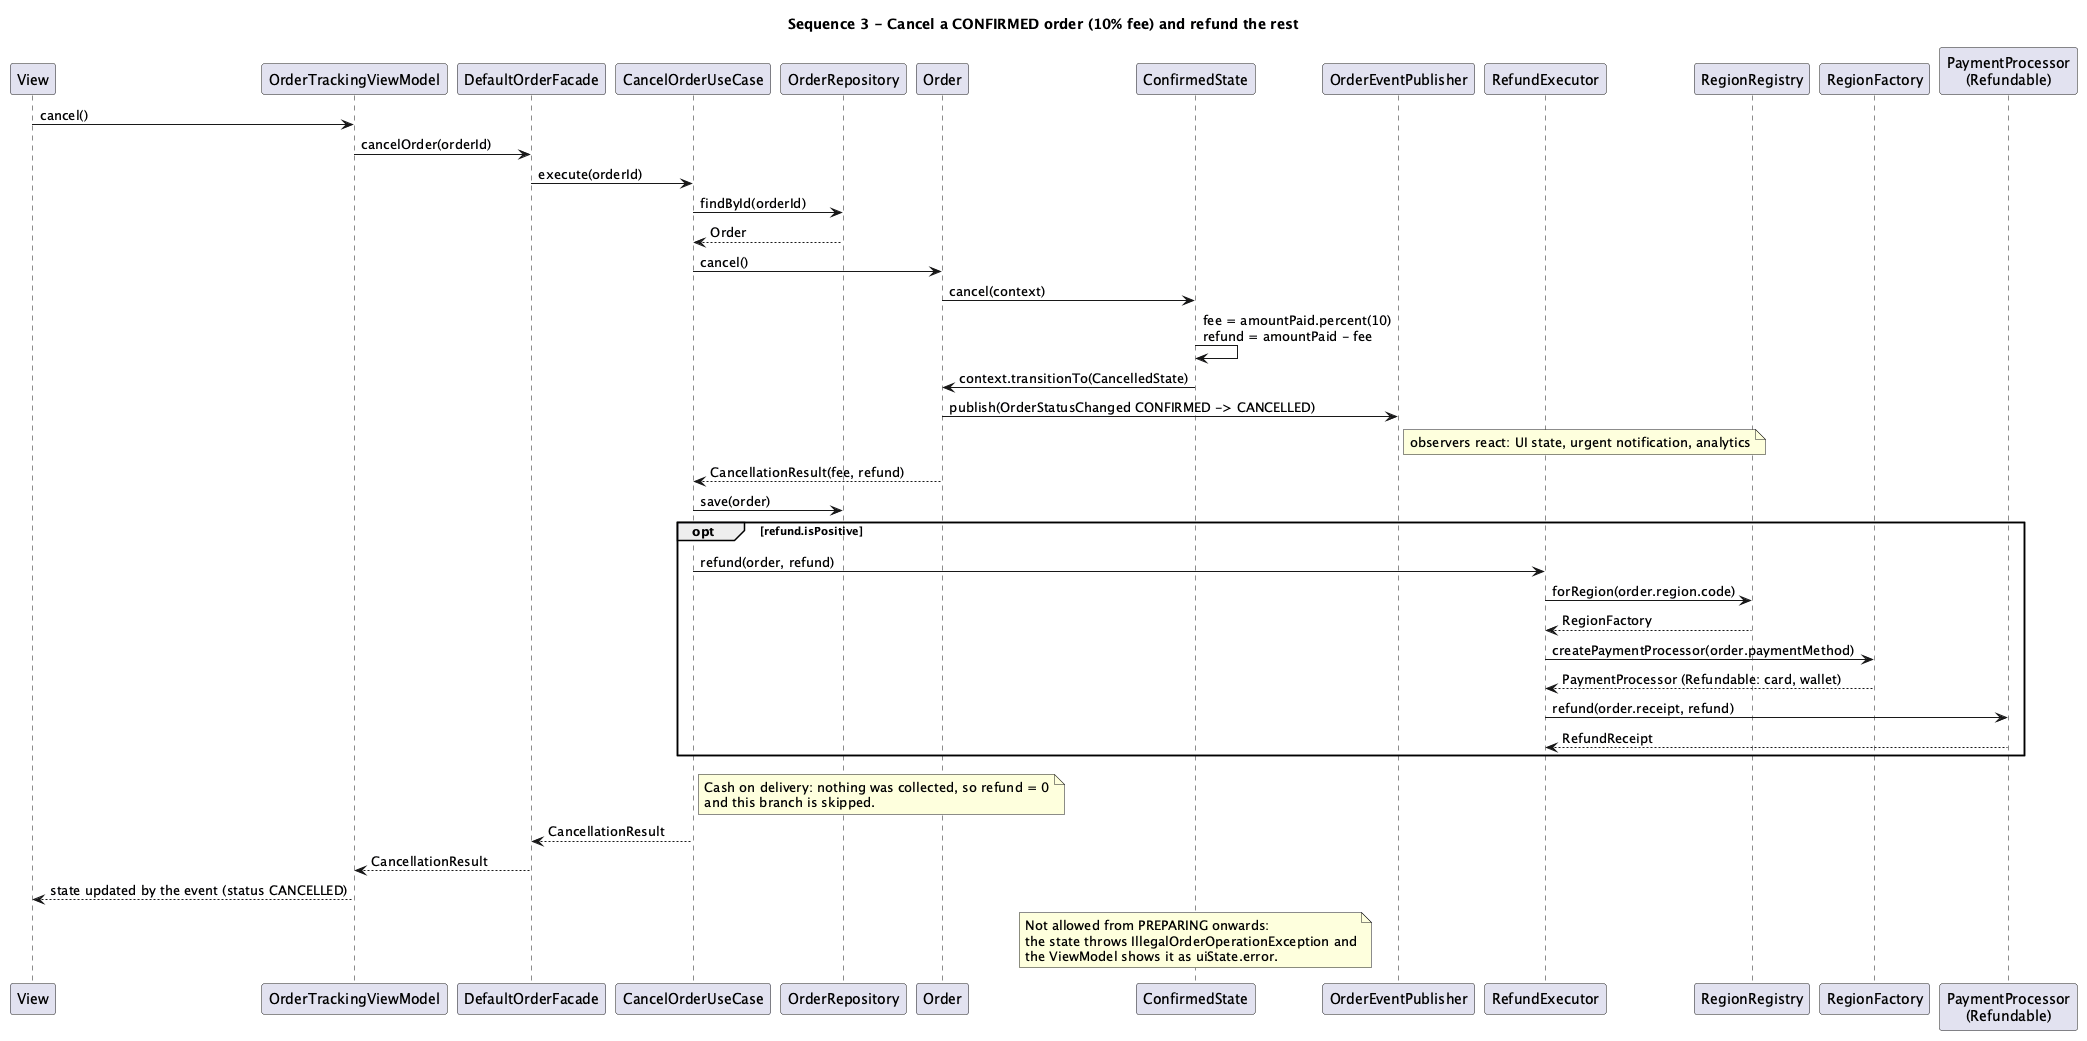 Sequence 3 - Cancel a CONFIRMED order (10% fee) and refund the rest
View
OrderTrackingViewModel
DefaultOrderFacade
CancelOrderUseCase
OrderRepository
Order
ConfirmedState
OrderEventPublisher
RefundExecutor
RegionRegistry
RegionFactory
PaymentProcessor
(Refundable)
cancel()
cancelOrder(orderId)
execute(orderId)
findById(orderId)
Order
cancel()
cancel(context)
fee = amountPaid.percent(10)
refund = amountPaid - fee
context.transitionTo(CancelledState)
publish(OrderStatusChanged CONFIRMED -> CANCELLED)
observers react: UI state, urgent notification, analytics
CancellationResult(fee, refund)
save(order)
opt [refund.isPositive]
refund(order, refund)
forRegion(order.region.code)
RegionFactory
createPaymentProcessor(order.paymentMethod)
PaymentProcessor (Refundable: card, wallet)
refund(order.receipt, refund)
RefundReceipt
Cash on delivery: nothing was collected, so refund = 0
and this branch is skipped.
CancellationResult
CancellationResult
state updated by the event (status CANCELLED)
Not allowed from PREPARING onwards:
the state throws IllegalOrderOperationException and
the ViewModel shows it as uiState.error.
View
OrderTrackingViewModel
DefaultOrderFacade
CancelOrderUseCase
OrderRepository
Order
ConfirmedState
OrderEventPublisher
RefundExecutor
RegionRegistry
RegionFactory
PaymentProcessor
(Refundable)